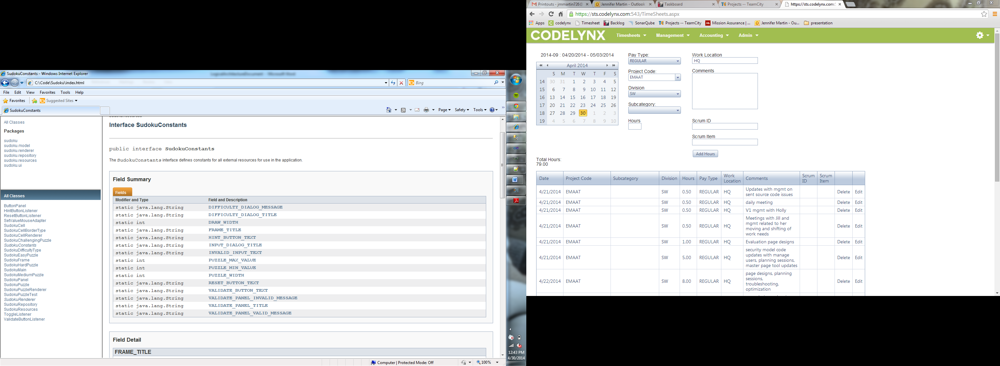 SudokuConstants - Windows Internet Explorer
C:\Code\Sudoku\index.html
Bing
File Edit View Favorites Tools Help
Favorites Suggested Sites
SudokuConstants
Page Safety Tools
All Classes
Packages
sudoku
sudoku.model
sudoku.renderer
sudoku.repository
sudoku.resources
sudoku.ui
All Classes
ButtonPanel
HintButtonListener
ResetButtonListener
SetValueMouseAdapter
SudokuCell
SudokuCellBorderType
SudokuCellRenderer
SudokuChallengingPuzzle
SudokuConstants
SudokuDifficultyType
SudokuEasyPuzzle
SudokuFrame
SudokuHardPuzzle
SudokuMain
SudokuMediumPuzzle
SudokuPanel
SudokuPuzzle
SudokuPuzzleRenderer
SudokuPuzzleTest
SudokuRenderer
SudokuRepository
SudokuResources
ToggleListener
ValidateButtonListener
Interface SudokuConstants
public interface SudokuConstants
The SudokuConstants interface defines constants for all external resources for use in the application.
Field Summary
Fields
Modifier and Type Field and Description
static java.lang.String DIFFICULTY_DIALOG_MESSAGE
static java.lang.String DIFFICULTY_DIALOG_TITLE
static int DRAW_WIDTH
static java.lang.String FRAME_TITLE
static java.lang.String HINT_BUTTON_TEXT
static java.lang.String INPUT_DIALOG_TITLE
static java.lang.String INVALID_INPUT_TEXT
static int PUZZLE_MAX_VALUE
static int PUZZLE_MIN_VALUE
static int PUZZLE_WIDTH
static java.lang.String RESET_BUTTON_TEXT
static java.lang.String VALIDATE_BUTTON_TEXT
static java.lang.String VALIDATE_PANEL_INVALID_MESSAGE
static java.lang.String VALIDATE_PANEL_TITLE
static java.lang.String VALIDATE_PANEL_VALID_MESSAGE
Field Detail
FRAME_TITLE
Computer | Protected Mode: Off
100%
12:43 PM
4/30/2014
Printouts - jmmartin726@ Jennifer Martin - Outlook Taskboard Projects -- TeamCity https://sts.codelynx.com:
https://sts.codelynx.com:543/TimeSheets.aspx
Apps codelynx Timesheet Backlog SonarQube Projects -- TeamCity Mission Assurance | ... Jennifer Martin - Ou... presentation
CODELYNX Timesheets Management Accounting Admin
2014-09 : 04/20/2014 - 05/03/2014
April 2014
S M T W T F S
14 30 31 1 2 3 4 5
15 6 7 8 9 10 11 12
16 13 14 15 16 17 18 19
17 20 21 22 23 24 25 26
18 27 28 29 30 1 2 3
19 4 5 6 7 8 9 10
Pay Type:
REGULAR
Project Code:
EMAAT
Division
SW
Subcategory:
Hours
Work Location
HQ
Comments
Scrum ID
Scrum Item
Add Hours
Total Hours:
79.00
Date Project Code Subcategory Division Hours Pay Type Work Location Comments Scrum ID Scrum Item
4/21/2014 EMAAT SW 0.50 REGULAR HQ Updates with mgmt on
sent source code issues Delete Edit
4/21/2014 EMAAT SW 0.50 REGULAR HQ daily meeting Delete Edit
4/21/2014 EMAAT SW 0.50 REGULAR HQ V1 mgmt with Holly Delete Edit
4/21/2014 EMAAT SW 0.50 REGULAR HQ Meetings with Jill and
mgmt related to her
moving and shifting of
work needs Delete Edit
4/21/2014 EMAAT SW 1.00 REGULAR HQ Evaluation page designs Delete Edit
4/21/2014 EMAAT SW 5.00 REGULAR HQ security model code
updates with manage
users, planning sessions,
master page tool updates Delete Edit
4/22/2014 EMAAT SW 8.00 REGULAR HQ page designs, planning
sessions,
troubleshooting,
optimization Delete Edit